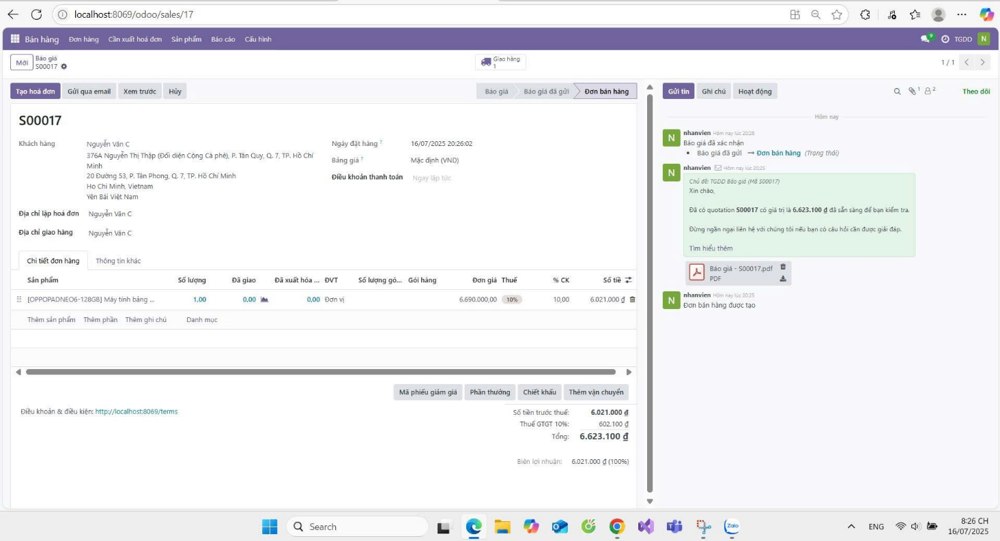 localhost:8069/odoo/sales/17
Bán hàng Đơn hàng Cần xuất hoá đơn Sản phẩm Báo cáo Cấu hình 9 TGDD N
Mới Báo giá
S00017
Giao hàng
1
1 / 1
Tạo hoá đơn Gửi qua email Xem trước Hủy Báo giá Báo giá đã gửi Đơn bán hàng
S00017
Khách hàng Nguyễn Văn C
376A Nguyễn Thị Thập (Đối diện Cộng Cà phê), P. Tân Quy, Q. 7, TP. Hồ Chí
Minh
20 Đường 53, P. Tân Phong, Q. 7, TP. Hồ Chí Minh
Ho Chi Minh, Vietnam
Yên Bái Việt Nam
Địa chỉ lập hoá đơn Nguyễn Văn C
Địa chỉ giao hàng Nguyễn Văn C
Ngày đặt hàng ? 16/07/2025 20:26:02
Bảng giá ? Mặc định (VND)
Điều khoản thanh toán Ngay lập tức
Chi tiết đơn hàng Thông tin khác
Sản phẩm Số lượng Đã giao Đã xuất hóa ... ĐVT Số lượng gó... Gói hàng Đơn giá Thuế % CK Số tiề
[OPPOPADNEO6-128GB] Máy tính bảng ... 1,00 0,00 0,00 Đơn vị 6.690.000,00 10% 10,00 6.021.000 ₫
Thêm sản phẩm Thêm phần Thêm ghi chú Danh mục
Mã phiếu giảm giá Phần thưởng Chiết khấu Thêm vận chuyển
Điều khoản & điều kiện: http://localhost:8069/terms
Số tiền trước thuế: 6.021.000 ₫
Thuế GTGT 10%: 602.100 ₫
Tổng: 6.623.100 ₫
Biên lợi nhuận: 6.021.000 ₫ (100%)
Gửi tin Ghi chú Hoạt động 1 2 Theo dõi
Hôm nay
N nhanvien Hôm nay lúc 20:26
Báo giá đã xác nhận
• Báo giá đã gửi → Đơn bán hàng (Trạng thái)
N nhanvien Hôm nay lúc 20:25
Chủ đề: TGDD Báo giá (Mã S00017)
Xin chào,
Đã có quotation S00017 có giá trị là 6.623.100 ₫ đã sẵn sàng để bạn kiểm tra.
Đừng ngần ngại liên hệ với chúng tôi nếu bạn có câu hỏi cần được giải đáp.
Tìm hiểu thêm
Báo giá - S00017.pdf
PDF
N nhanvien Hôm nay lúc 20:25
Đơn bán hàng được tạo
Search
Zalo
ENG
8:26 CH
16/07/2025